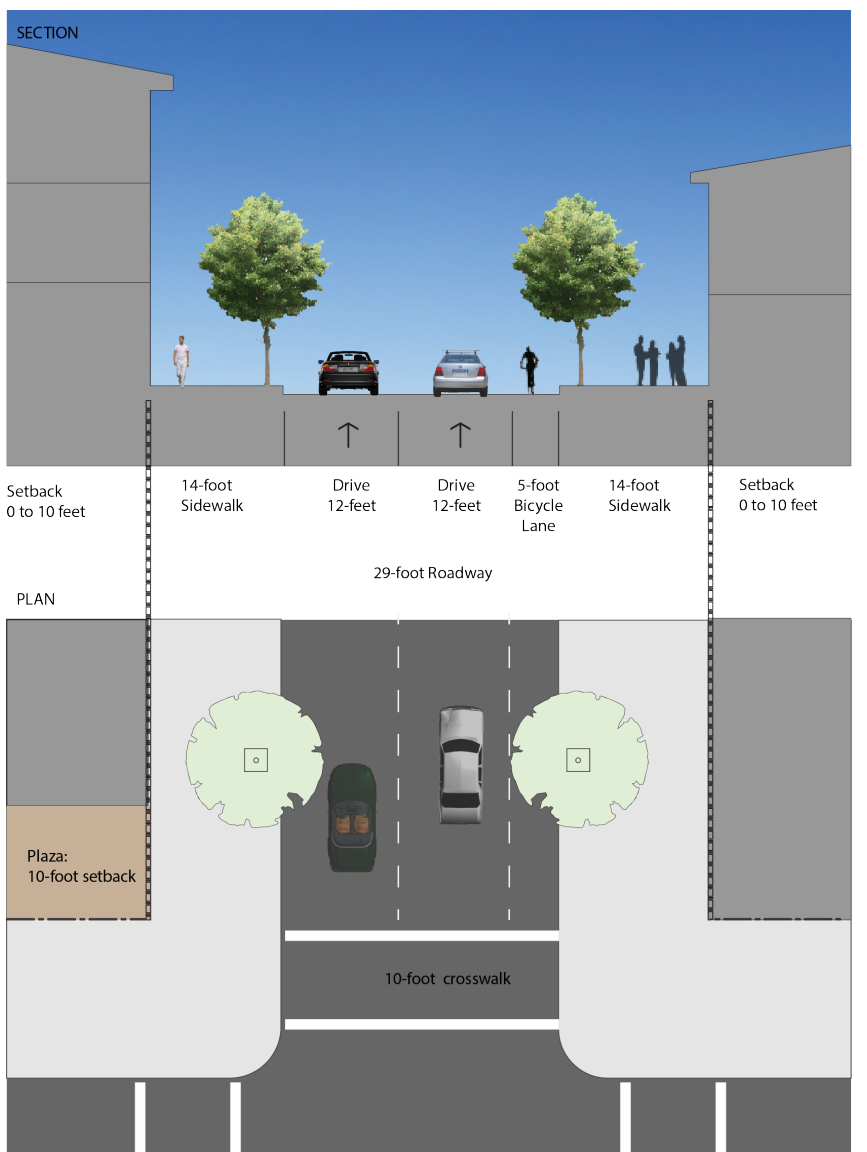 SECTION
Setback
0 to 10 feet
14-foot
Sidewalk
Drive
12-feet
Drive
12-feet
5-foot
Bicycle
Lane
14-foot
Sidewalk
Setback
0 to 10 feet
29-foot Roadway
PLAN
Plaza:
10-foot setback
10-foot crosswalk